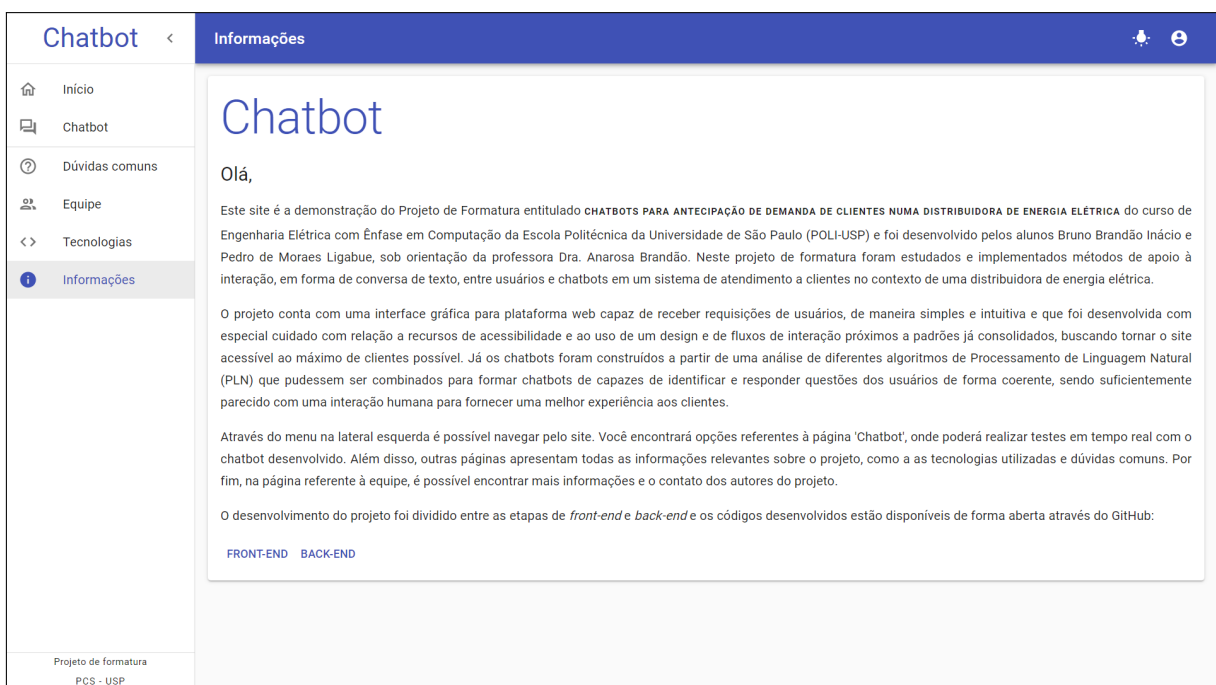 Chatbot
Informações
Início
Chatbot
Dúvidas comuns
Equipe
Tecnologias
Informações
Chatbot
Olá,
Este site é a demonstração do Projeto de Formatura entitulado CHATBOTS PARA ANTECIPAÇÃO DE DEMANDA DE CLIENTES NUMA DISTRIBUIDORA DE ENERGIA ELÉTRICA do curso de
Engenharia Elétrica com Ênfase em Computação da Escola Politécnica da Universidade de São Paulo (POLI-USP) e foi desenvolvido pelos alunos Bruno Brandão Inácio e
Pedro de Moraes Ligabue, sob orientação da professora Dra. Anarosa Brandão. Neste projeto de formatura foram estudados e implementados métodos de apoio à
interação, em forma de conversa de texto, entre usuários e chatbots em um sistema de atendimento a clientes no contexto de uma distribuidora de energia elétrica.
O projeto conta com uma interface gráfica para plataforma web capaz de receber requisições de usuários, de maneira simples e intuitiva e que foi desenvolvida com
especial cuidado com relação a recursos de acessibilidade e ao uso de um design e de fluxos de interação próximos a padrões já consolidados, buscando tornar o site
acessível ao máximo de clientes possível. Já os chatbots foram construídos a partir de uma análise de diferentes algoritmos de Processamento de Linguagem Natural
(PLN) que pudessem ser combinados para formar chatbots de capazes de identificar e responder questões dos usuários de forma coerente, sendo suficientemente
parecido com uma interação humana para fornecer uma melhor experiência aos clientes.
Através do menu na lateral esquerda é possível navegar pelo site. Você encontrará opções referentes à página 'Chatbot', onde poderá realizar testes em tempo real com o
chatbot desenvolvido. Além disso, outras páginas apresentam todas as informações relevantes sobre o projeto, como a as tecnologias utilizadas e dúvidas comuns. Por
fim, na página referente à equipe, é possível encontrar mais informações e o contato dos autores do projeto.
O desenvolvimento do projeto foi dividido entre as etapas de front-end e back-end e os códigos desenvolvidos estão disponíveis de forma aberta através do GitHub:
FRONT-END BACK-END
Projeto de formatura
PCS - USP